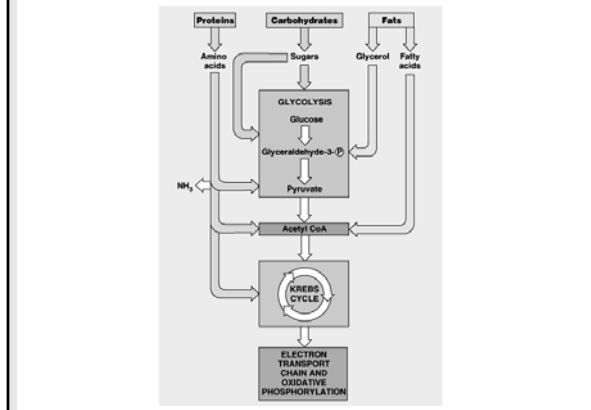 Proteins
Carbohydrates
Fats
Amino
acids
Sugars
Glycerol
Fatty
acids
GLYCOLYSIS
Glucose
Glyceraldehyde-3-P
NH3
Pyruvate
Acetyl CoA
KREBS
CYCLE
ELECTRON
TRANSPORT
CHAIN AND
OXIDATIVE
PHOSPHORYLATION